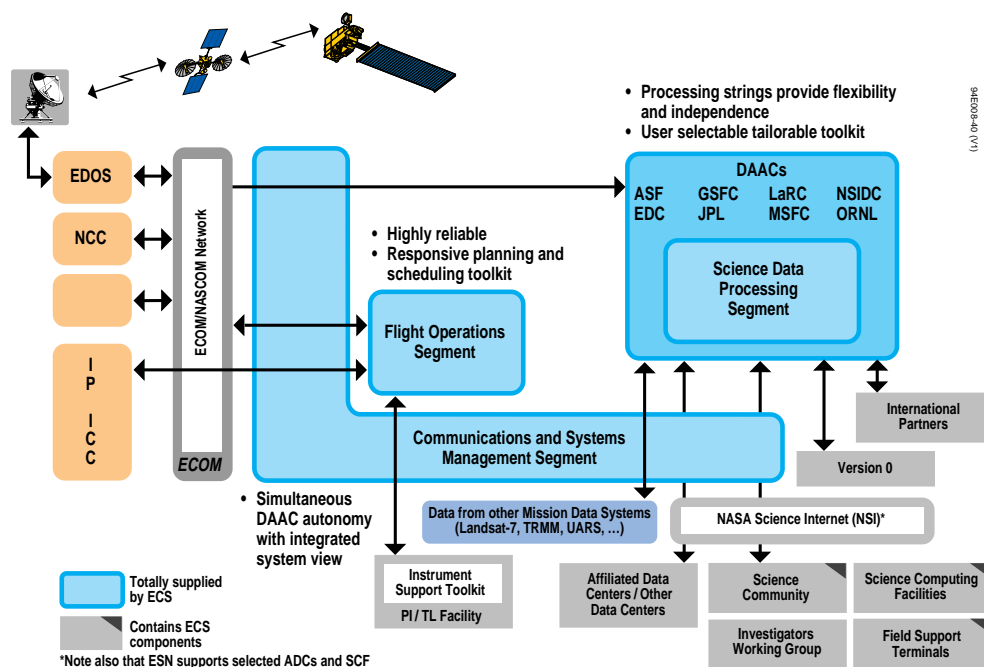 • Processing strings provide flexibility
and independence
• User selectable tailorable toolkit
94E008-40 (V1)
EDOS
NCC
I
P
I
C
C
ECOM/NASCOM Network
ECOM
• Highly reliable
• Responsive planning and
scheduling toolkit
DAACs
ASF GSFC LaRC NSIDC
EDC JPL MSFC ORNL
Science Data
Processing
Segment
Flight Operations
Segment
Communications and Systems
Management Segment
International
Partners
Version 0
• Simultaneous
DAAC autonomy
with integrated
system view
Data from other Mission Data Systems
(Landsat-7, TRMM, UARS, …)
NASA Science Internet (NSI)*
Instrument
Support Toolkit
PI / TL Facility
Affiliated Data
Centers / Other
Data Centers
Science
Community
Science Computing
Facilities
Investigators
Working Group
Field Support
Terminals
Totally supplied
by ECS
Contains ECS
components
*Note also that ESN supports selected ADCs and SCF